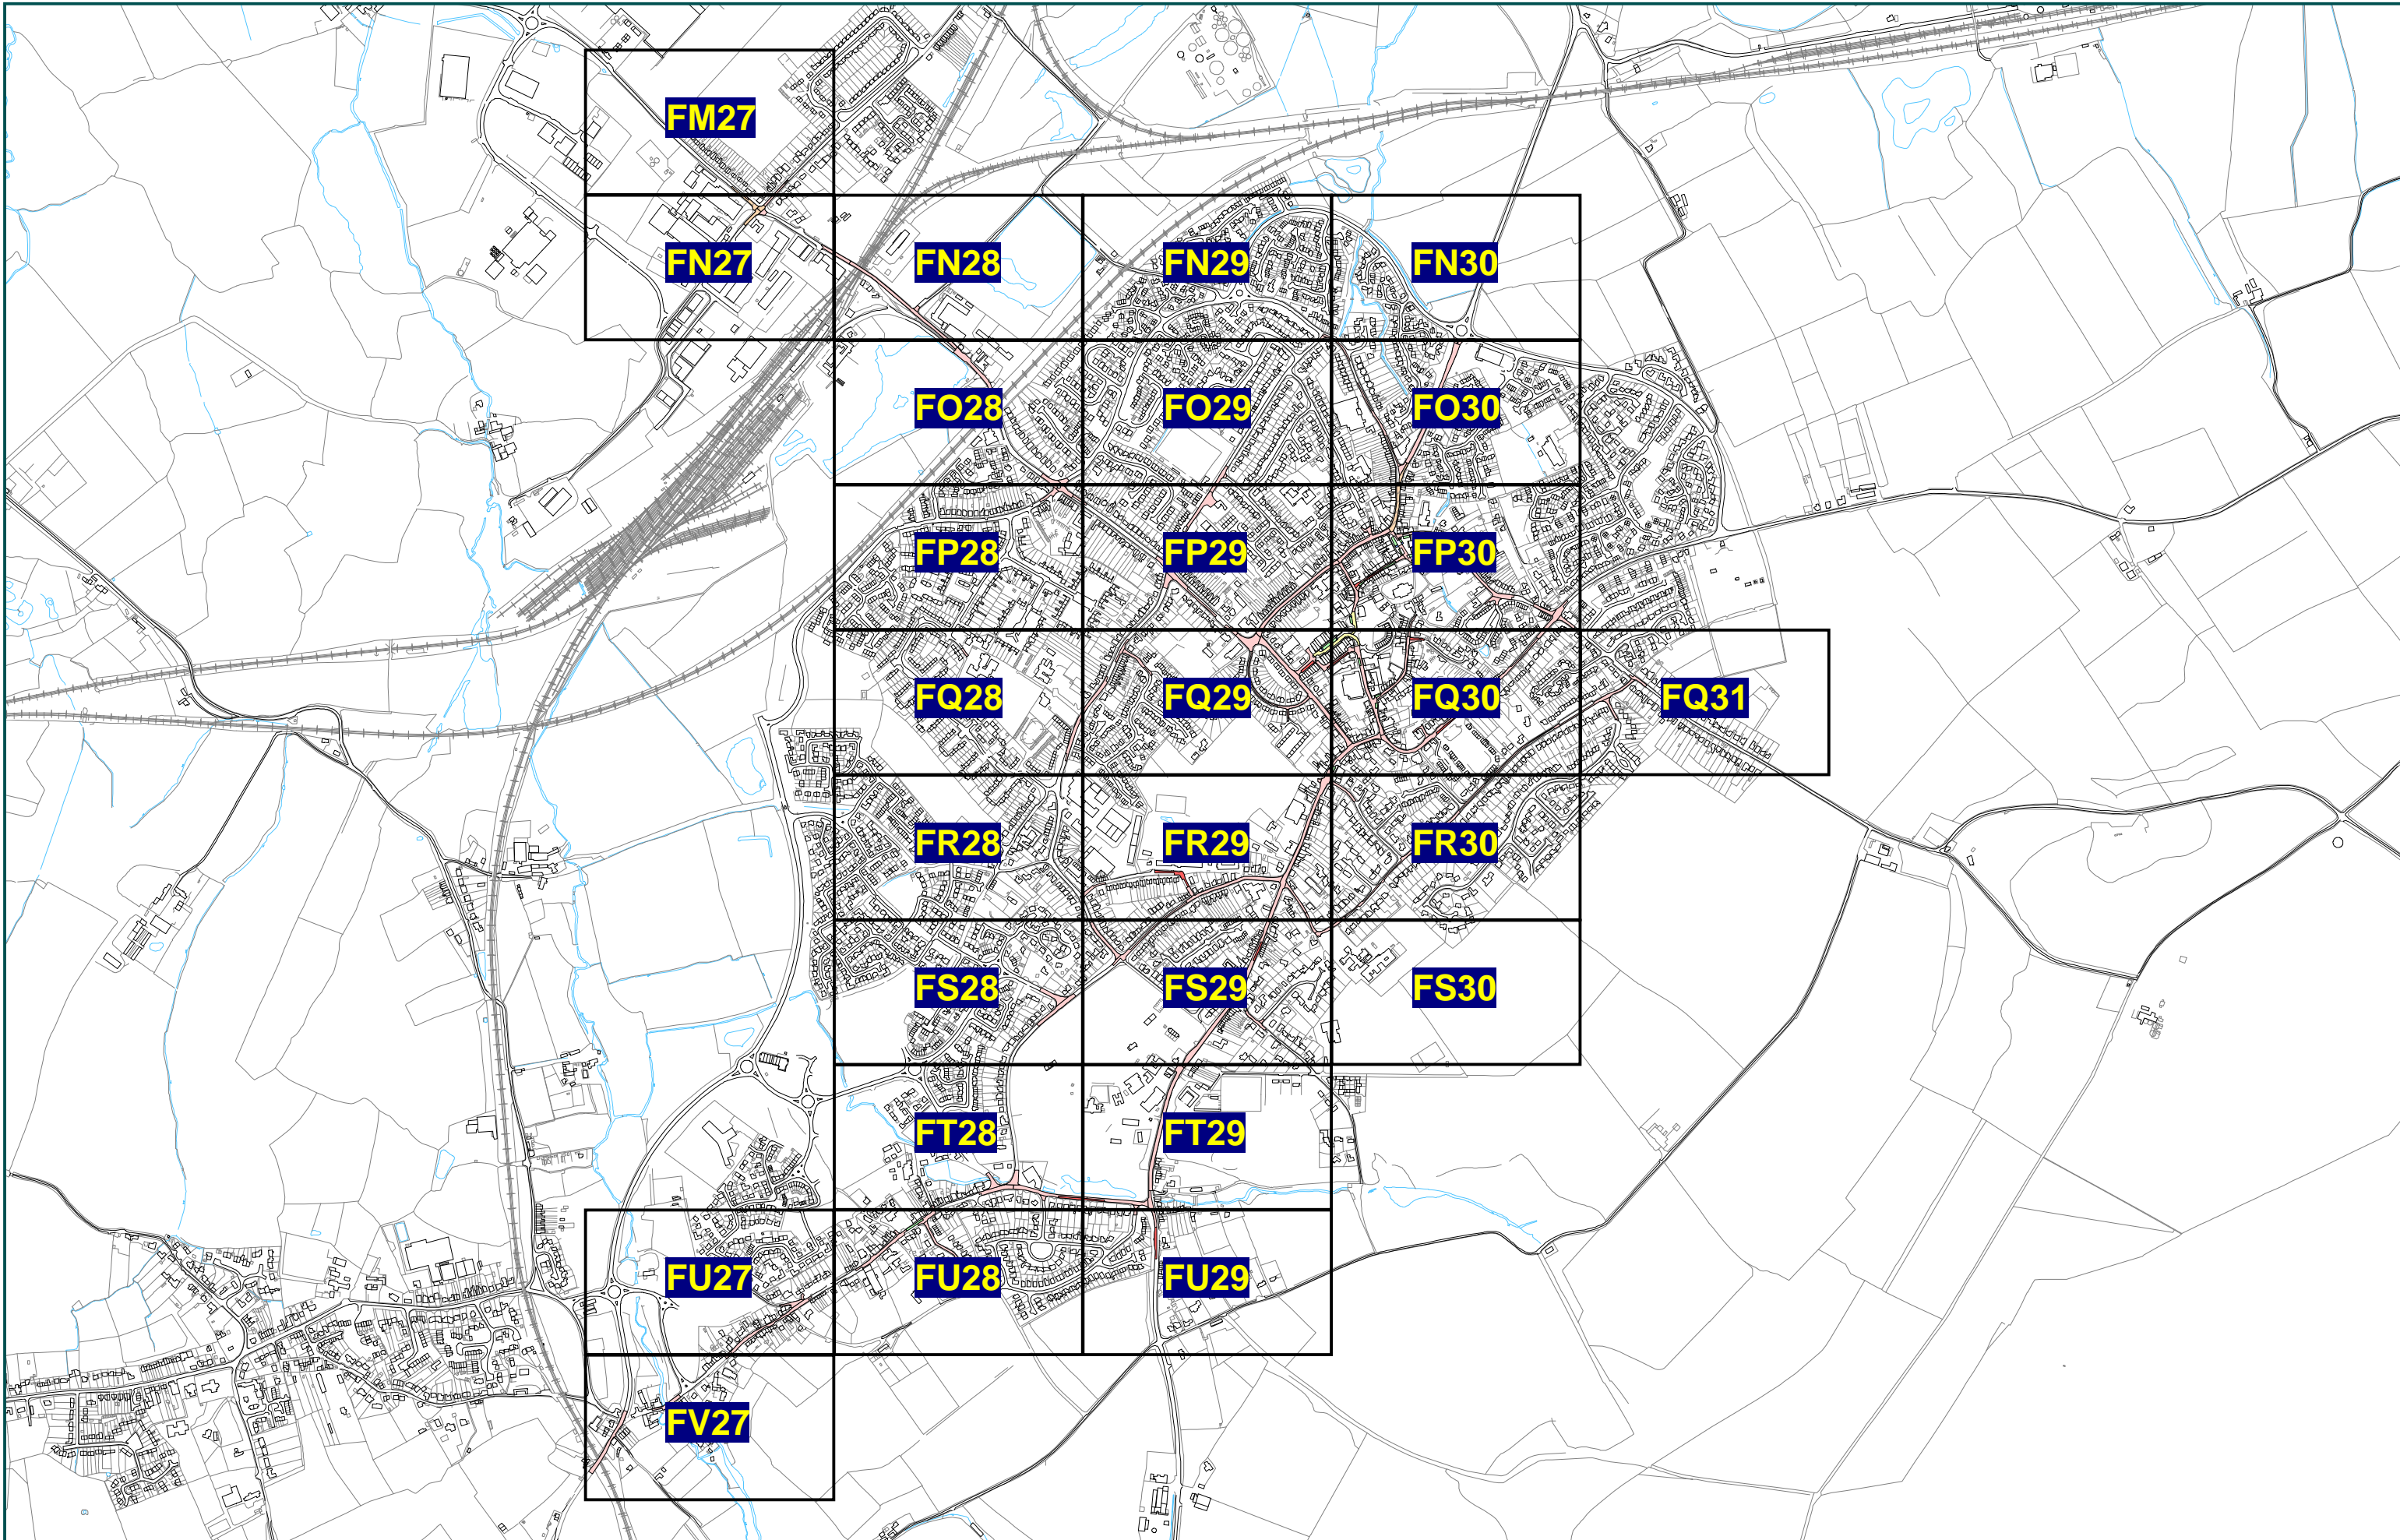 FM27
FN27 FN28 FN29 FN30
FO28 FO29 FO30
FP28 FP29 FP30
FQ28 FQ29 FQ30 FQ31
FR28 FR29 FR30
FS28 FS29 FS30
FT28 FT29
FU27 FU28 FU29
FV27